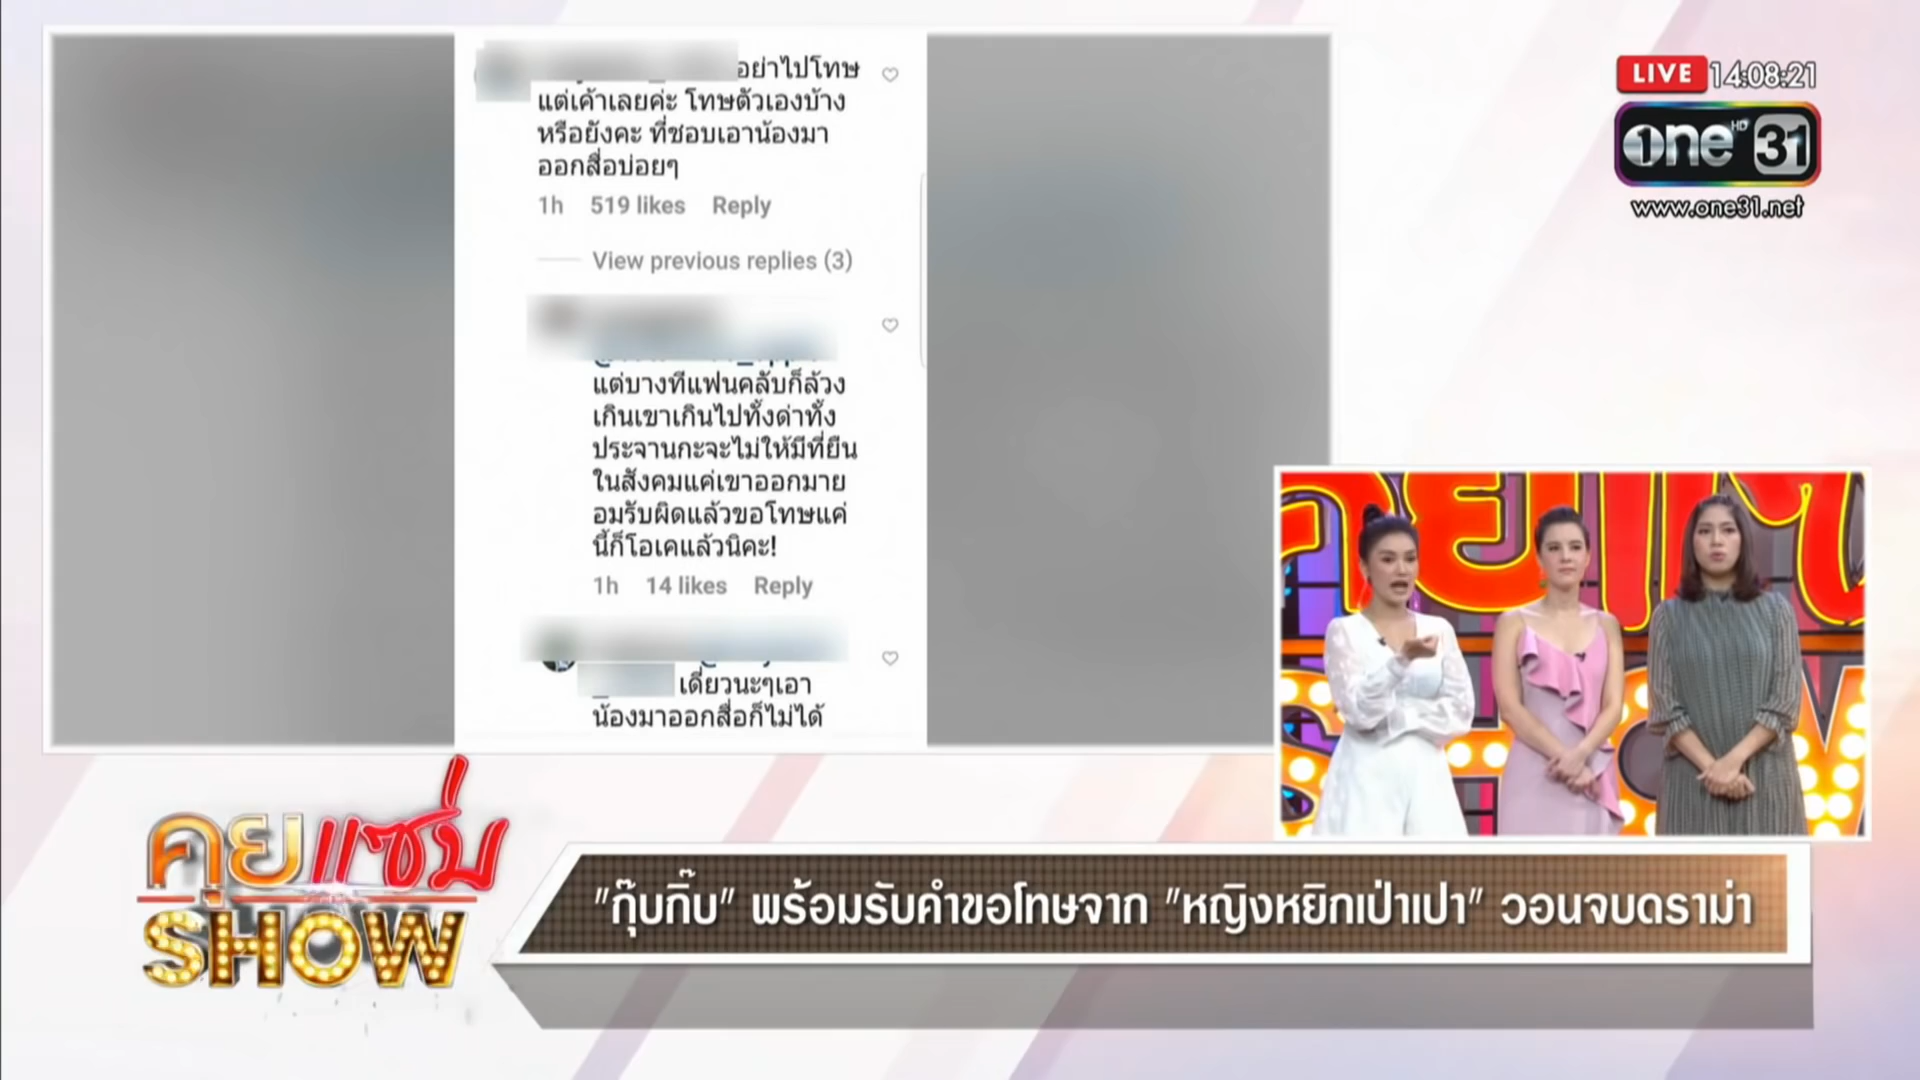 อย่าไปโทษ
แต่เค้าเลยค่ะ โทษตัวเองบ้าง
หรือยังคะ ที่ชอบเอาน้องมา
ออกสื่อบ่อยๆ
1h 519 likes Reply
View previous replies (3)
แต่บางทีแฟนคลับก็ล้วง
เกินเขาเกินไปทั้งด่าทั้ง
ประจานกะจะไม่ให้มีที่ยืน
ในสังคมแค่เขาออกมาย
อมรับผิดแล้วขอโทษแค่
นี้ก็โอเคแล้วนิคะ!
1h 14 likes Reply
เดี๋ยวนะๆเอา
น้องมาออกสื่อก็ไม่ได้
LIVE 14:08:21
one HD 31
www.one31.net
คุยแซ่บ
SHOW
"กุ๊บกิ๊บ" พร้อมรับคำขอโทษจาก "หญิงหยิกเป่าเปา" วอนจบดราม่า